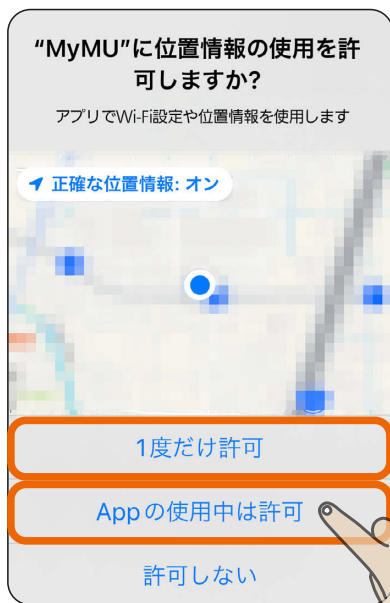 “MyMU”に位置情報の使用を許
可しますか?
アプリでWi-Fi設定や位置情報を使用します
正確な位置情報: オン
1度だけ許可
Appの使用中は許可
許可しない